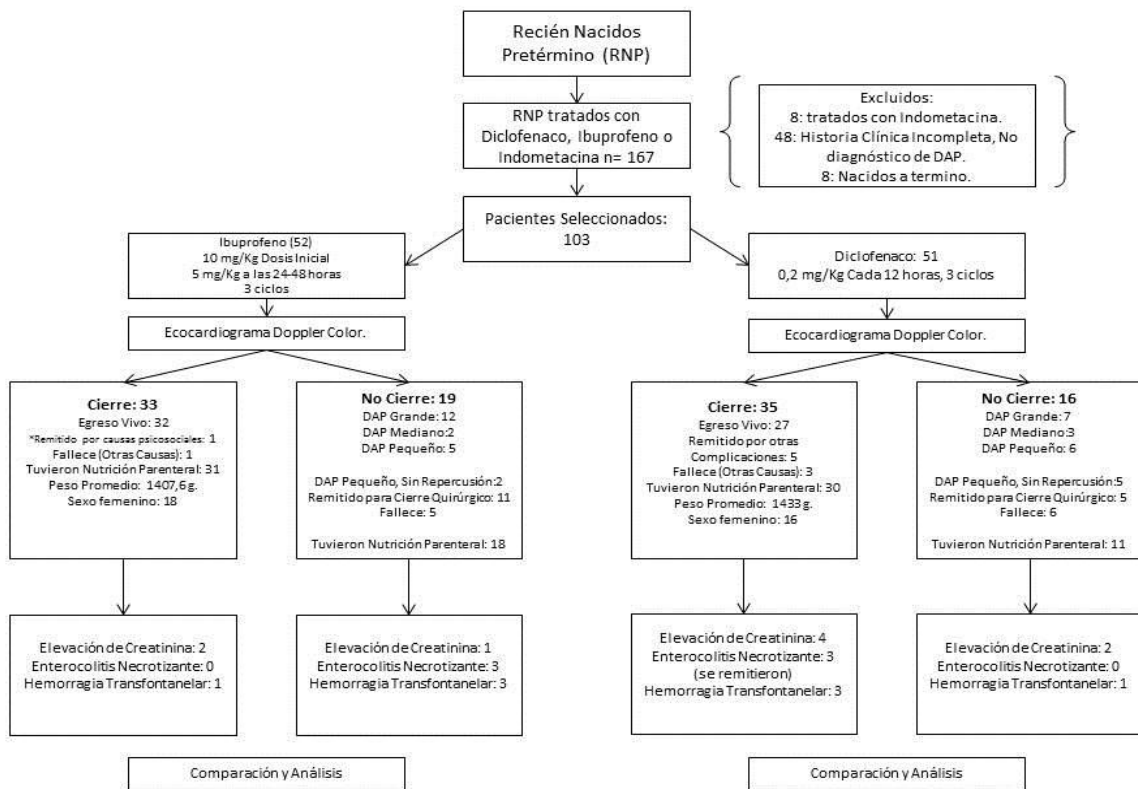 Recién Nacidos
Pretérmino (RNP)
RNP tratados con
Diclofenaco, Ibuprofeno o
Indometacina n= 167
Excluidos:
8: tratados con Indometacina.
48: Historia Clínica Incompleta, No
diagnóstico de DAP.
8: Nacidos a termino.
Pacientes Seleccionados:
103
Ibuprofeno (52)
10 mg/Kg Dosis Inicial
5 mg/Kg a las 24-48 horas
3 ciclos
Diclofenaco: 51
0,2 mg/Kg Cada 12 horas, 3 ciclos
Ecocardiograma Doppler Color.
Ecocardiograma Doppler Color.
Cierre: 33
Egreso Vivo: 32
*Remitido por causas psicosociales: 1
Fallece (Otras Causas): 1
Tuvieron Nutrición Parenteral: 31
Peso Promedio: 1407,6 g.
Sexo femenino: 18
No Cierre: 19
DAP Grande: 12
DAP Mediano:2
DAP Pequeño: 5
DAP Pequeño, Sin Repercusión:2
Remitido para Cierre Quirúrgico: 11
Fallece: 5
Tuvieron Nutrición Parenteral: 18
Cierre: 35
Egreso Vivo: 27
Remitido por otras
Complicaciones: 5
Fallece (Otras Causas): 3
Tuvieron Nutrición Parenteral: 30
Peso Promedio: 1433 g.
Sexo femenino: 16
No Cierre: 16
DAP Grande: 7
DAP Mediano:3
DAP Pequeño: 6
DAP Pequeño, Sin Repercusión:5
Remitido para Cierre Quirúrgico: 5
Fallece: 6
Tuvieron Nutrición Parenteral: 11
Elevación de Creatinina: 2
Enterocolitis Necrotizante: 0
Hemorragia Transfontanelar: 1
Elevación de Creatinina: 1
Enterocolitis Necrotizante: 3
Hemorragia Transfontanelar: 3
Elevación de Creatinina: 4
Enterocolitis Necrotizante: 3
(se remitieron)
Hemorragia Transfontanelar: 3
Elevación de Creatinina: 2
Enterocolitis Necrotizante: 0
Hemorragia Transfontanelar: 1
Comparación y Análisis
Comparación y Análisis